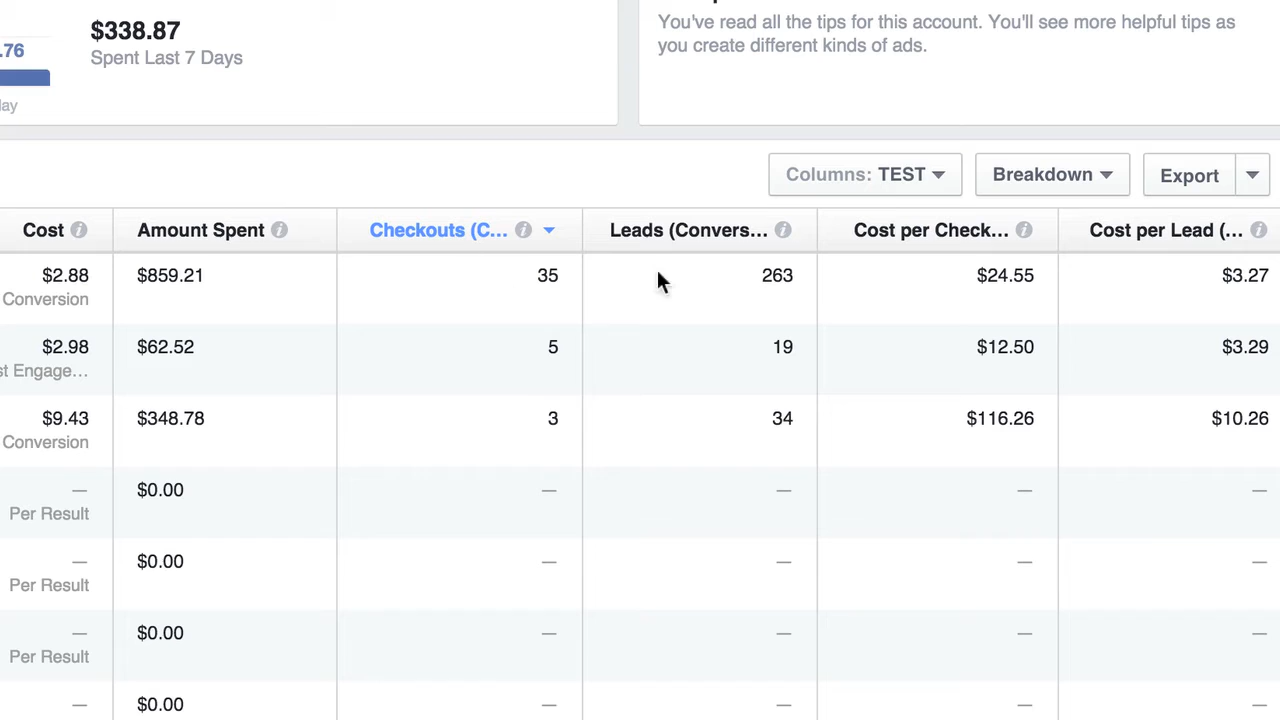 $338.87
Spent Last 7 Days
.76
You've read all the tips for this account. You'll see more helpful tips as
you create different kinds of ads.
Columns: TEST Breakdown Export
Cost Amount Spent Checkouts (C... Leads (Convers... Cost per Check... Cost per Lead (...
$2.88 $859.21 35 263 $24.55 $3.27
Conversion
$2.98 $62.52 5 19 $12.50 $3.29
st Engage...
$9.43 $348.78 3 34 $116.26 $10.26
Conversion
— $0.00 — — — —
Per Result
— $0.00 — — — —
Per Result
— $0.00 — — — —
Per Result
— $0.00 — — — —